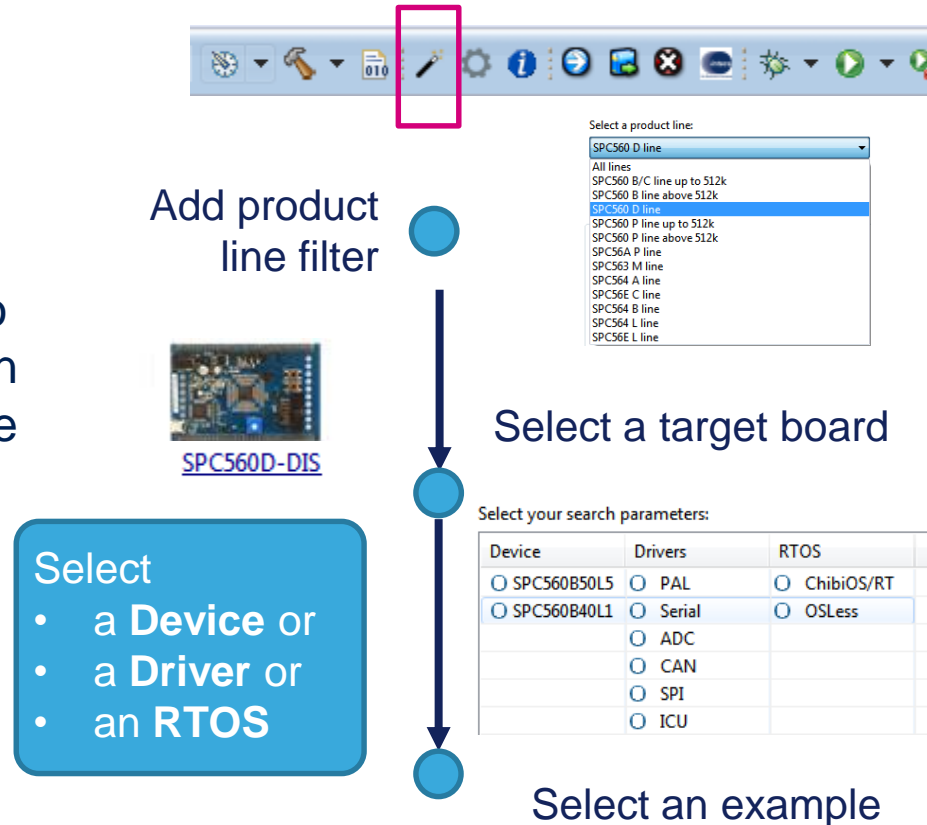 010
Select a product line:
SPC560 D line
All lines
SPC560 B/C line up to 512k
SPC560 B line above 512k
SPC560 D line
SPC560 P line up to 512k
SPC560 P line above 512k
SPC56A P line
SPC563 M line
SPC564 A line
SPC56E C line
SPC564 B line
SPC564 L line
SPC56E L line
Add product
line filter
SPC560D-DIS
Select a target board
Select your search parameters:
Device Drivers RTOS
SPC560B50L5 PAL ChibiOS/RT
SPC560B40L1 Serial OSLess
ADC
CAN
SPI
ICU
Select
• a Device or
• a Driver or
• an RTOS
Select an example